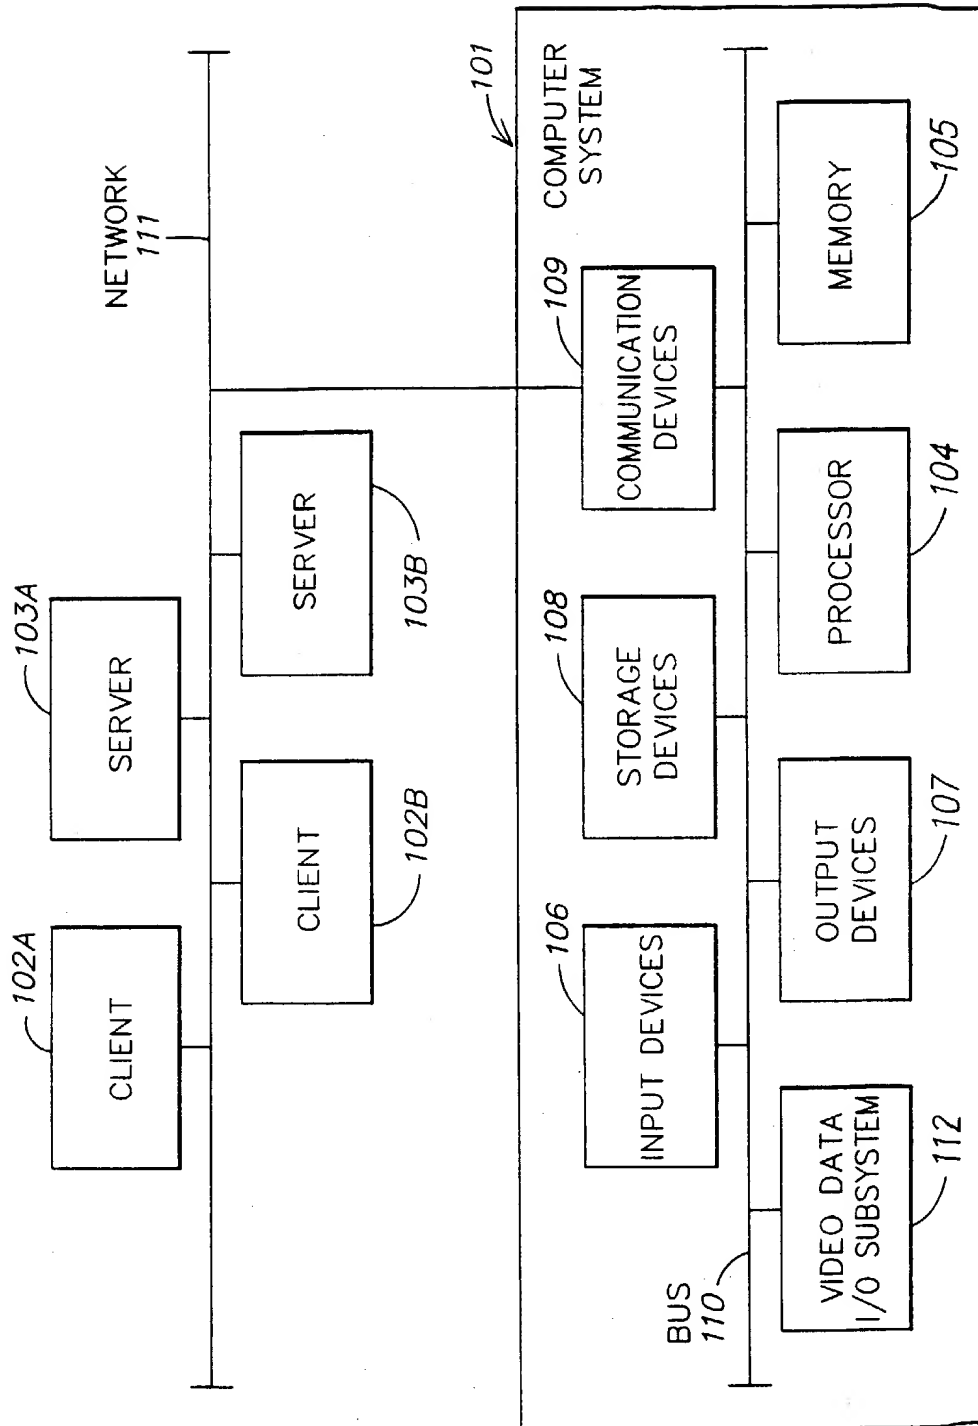 NETWORK
111
102A
CLIENT
103A
SERVER
CLIENT
102B
SERVER
103B
101
COMPUTER
SYSTEM
106
INPUT DEVICES
108
STORAGE
DEVICES
109
COMMUNICATION
DEVICES
BUS
110
VIDEO DATA
I/O SUBSYSTEM
112
OUTPUT
DEVICES
107
PROCESSOR
104
MEMORY
105